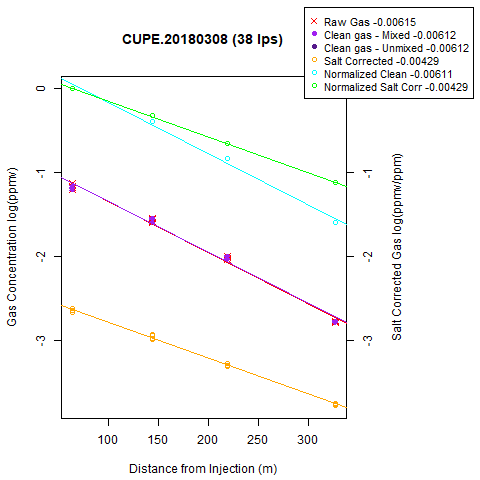 CUPE.20180308 (38 lps)
Raw Gas -0.00615
Clean gas - Mixed -0.00612
Clean gas - Unmixed -0.00612
Salt Corrected -0.00429
Normalized Clean -0.00611
Normalized Salt Corr -0.00429
Gas Concentration log(ppmv)
0
-1
-2
-3
0
-1
-2
-3
Salt Corrected Gas log(ppmv/ppm)
100 150 200 250 300
Distance from Injection (m)